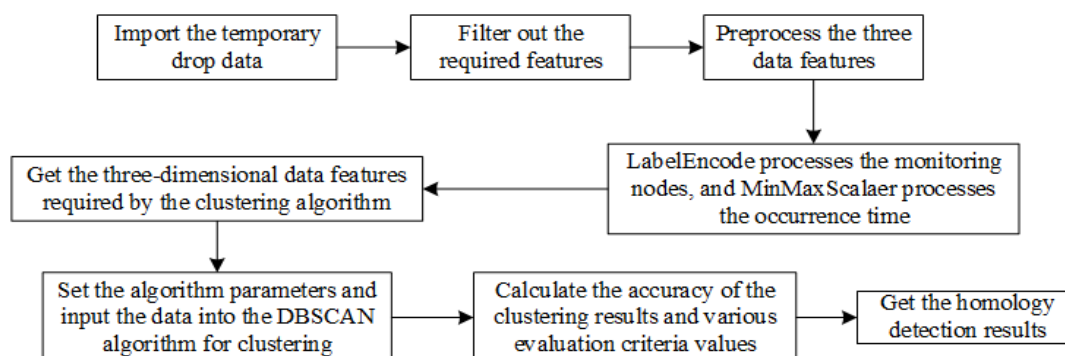 Import the temporary
drop data
Filter out the
required features
Preprocess the three
data features
LabelEncode processes the monitoring
nodes, and MinMaxScalaer processes
the occurrence time
Get the three-dimensional data features
required by the clustering algorithm
Set the algorithm parameters and
input the data into the DBSCAN
algorithm for clustering
Calculate the accuracy of the
clustering results and various
evaluation criteria values
Get the homology
detection results